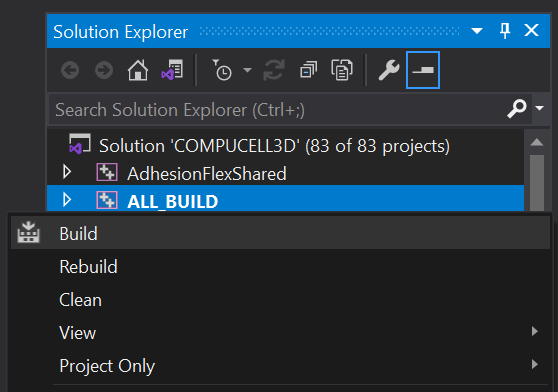 Solution Explorer
Search Solution Explorer (Ctrl+;)
Solution 'COMPUCELL3D' (83 of 83 projects)
AdhesionFlexShared
ALL_BUILD
Build
Rebuild
Clean
View
Project Only